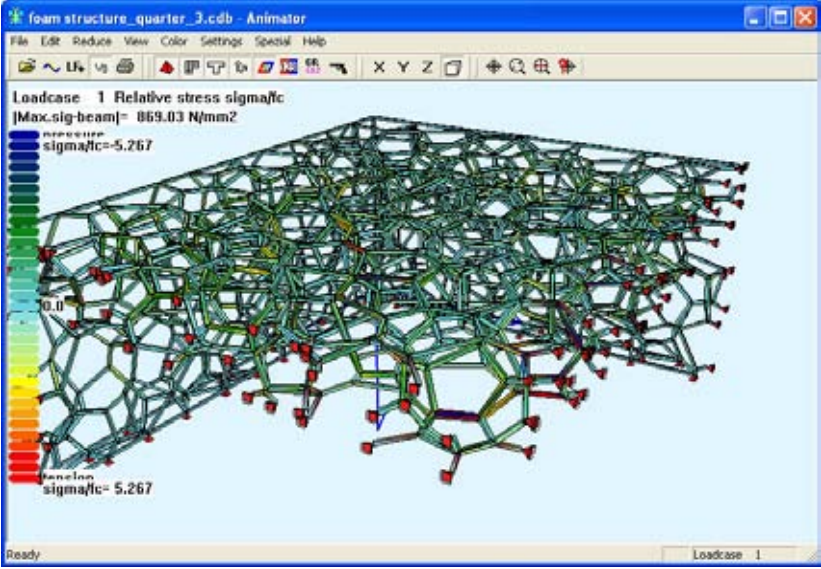 foam structure_quarter_3.cdb - Animator
File Edit Reduce View Color Settings Spezial Help
X Y Z
Loadcase 1 Relative stress sigma/fc
|Max.sig-beam|= 869.03 N/mm2
pressure
sigma/fc=-5.267
0.0
tension
sigma/fc= 5.267
Ready
Loadcase 1